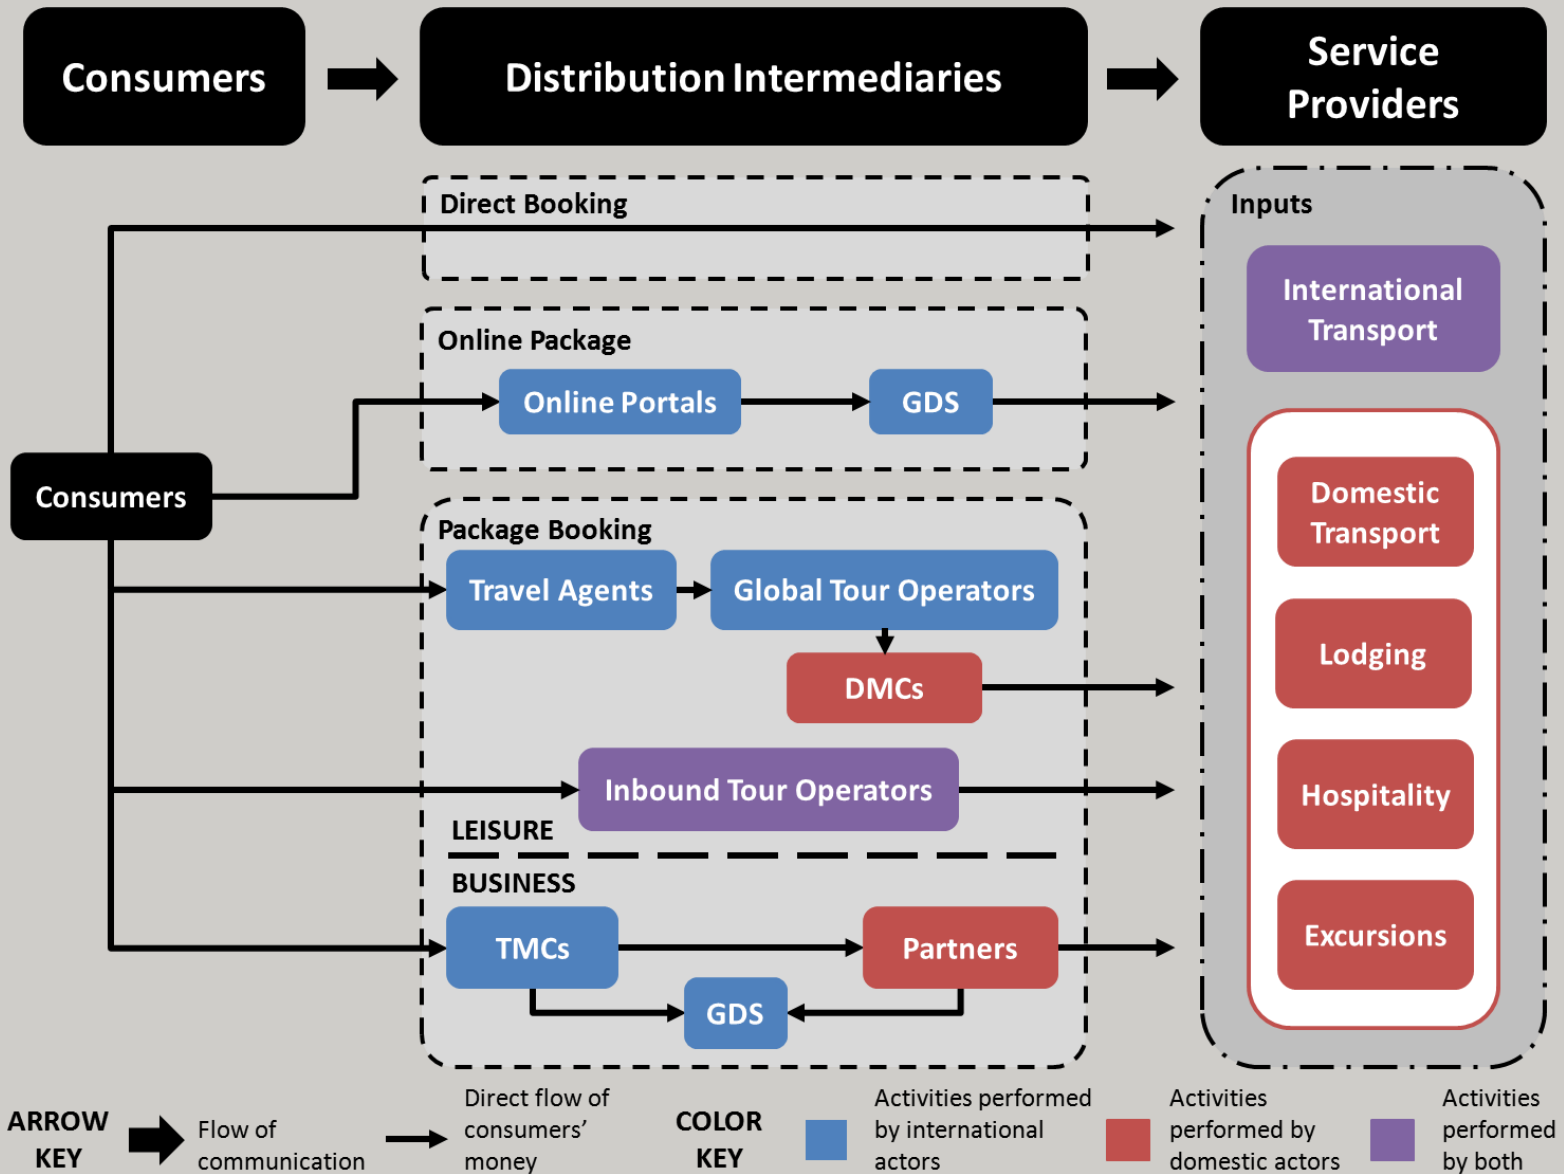 Consumers
Distribution Intermediaries
Service
Providers
Direct Booking
Inputs
International
Transport
Online Package
Online Portals
GDS
Consumers
Domestic
Transport
Package Booking
Travel Agents
Global Tour Operators
Lodging
DMCs
Inbound Tour Operators
Hospitality
LEISURE
BUSINESS
TMCs
Partners
Excursions
GDS
ARROW
KEY
Flow of
communication
Direct flow of
consumers'
money
COLOR
KEY
Activities performed
by international
actors
Activities
performed by
domestic actors
Activities
performed
by both